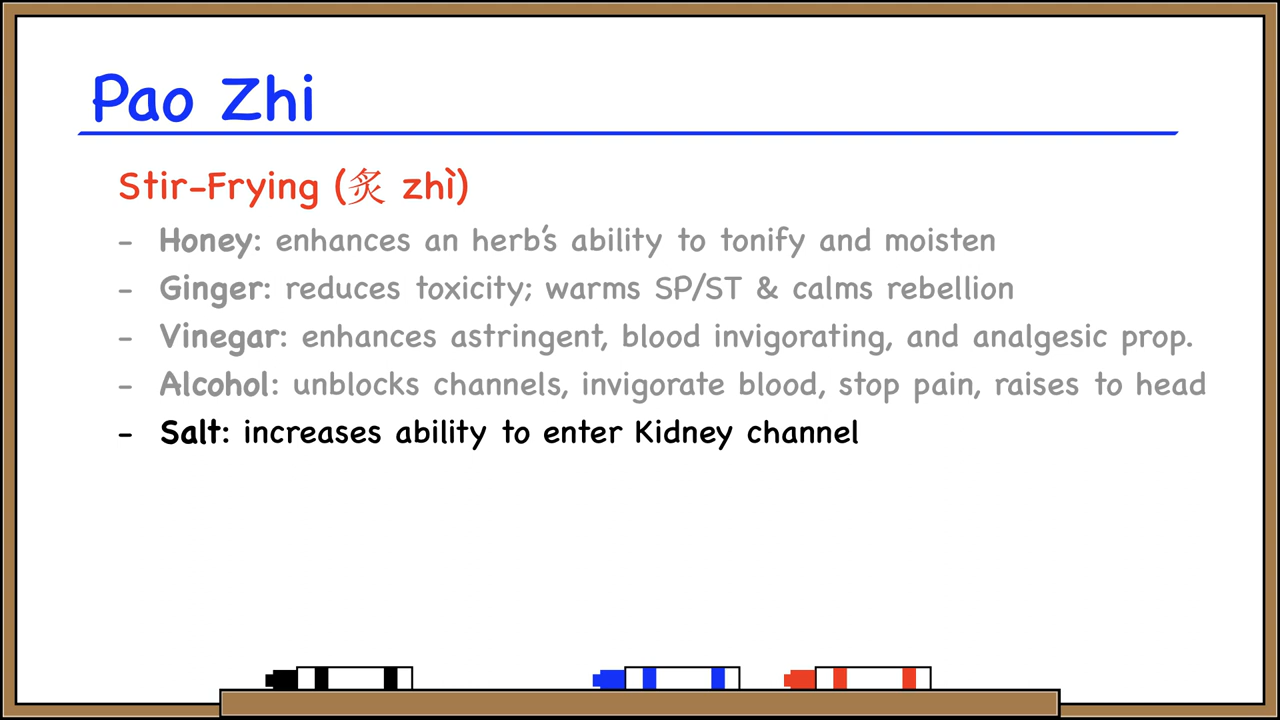 Pao Zhi
Stir-Frying (炙 zhì)
- Honey: enhances an herb's ability to tonify and moisten
- Ginger: reduces toxicity; warms SP/ST & calms rebellion
- Vinegar: enhances astringent, blood invigorating, and analgesic prop.
- Alcohol: unblocks channels, invigorate blood, stop pain, raises to head
- Salt: increases ability to enter Kidney channel